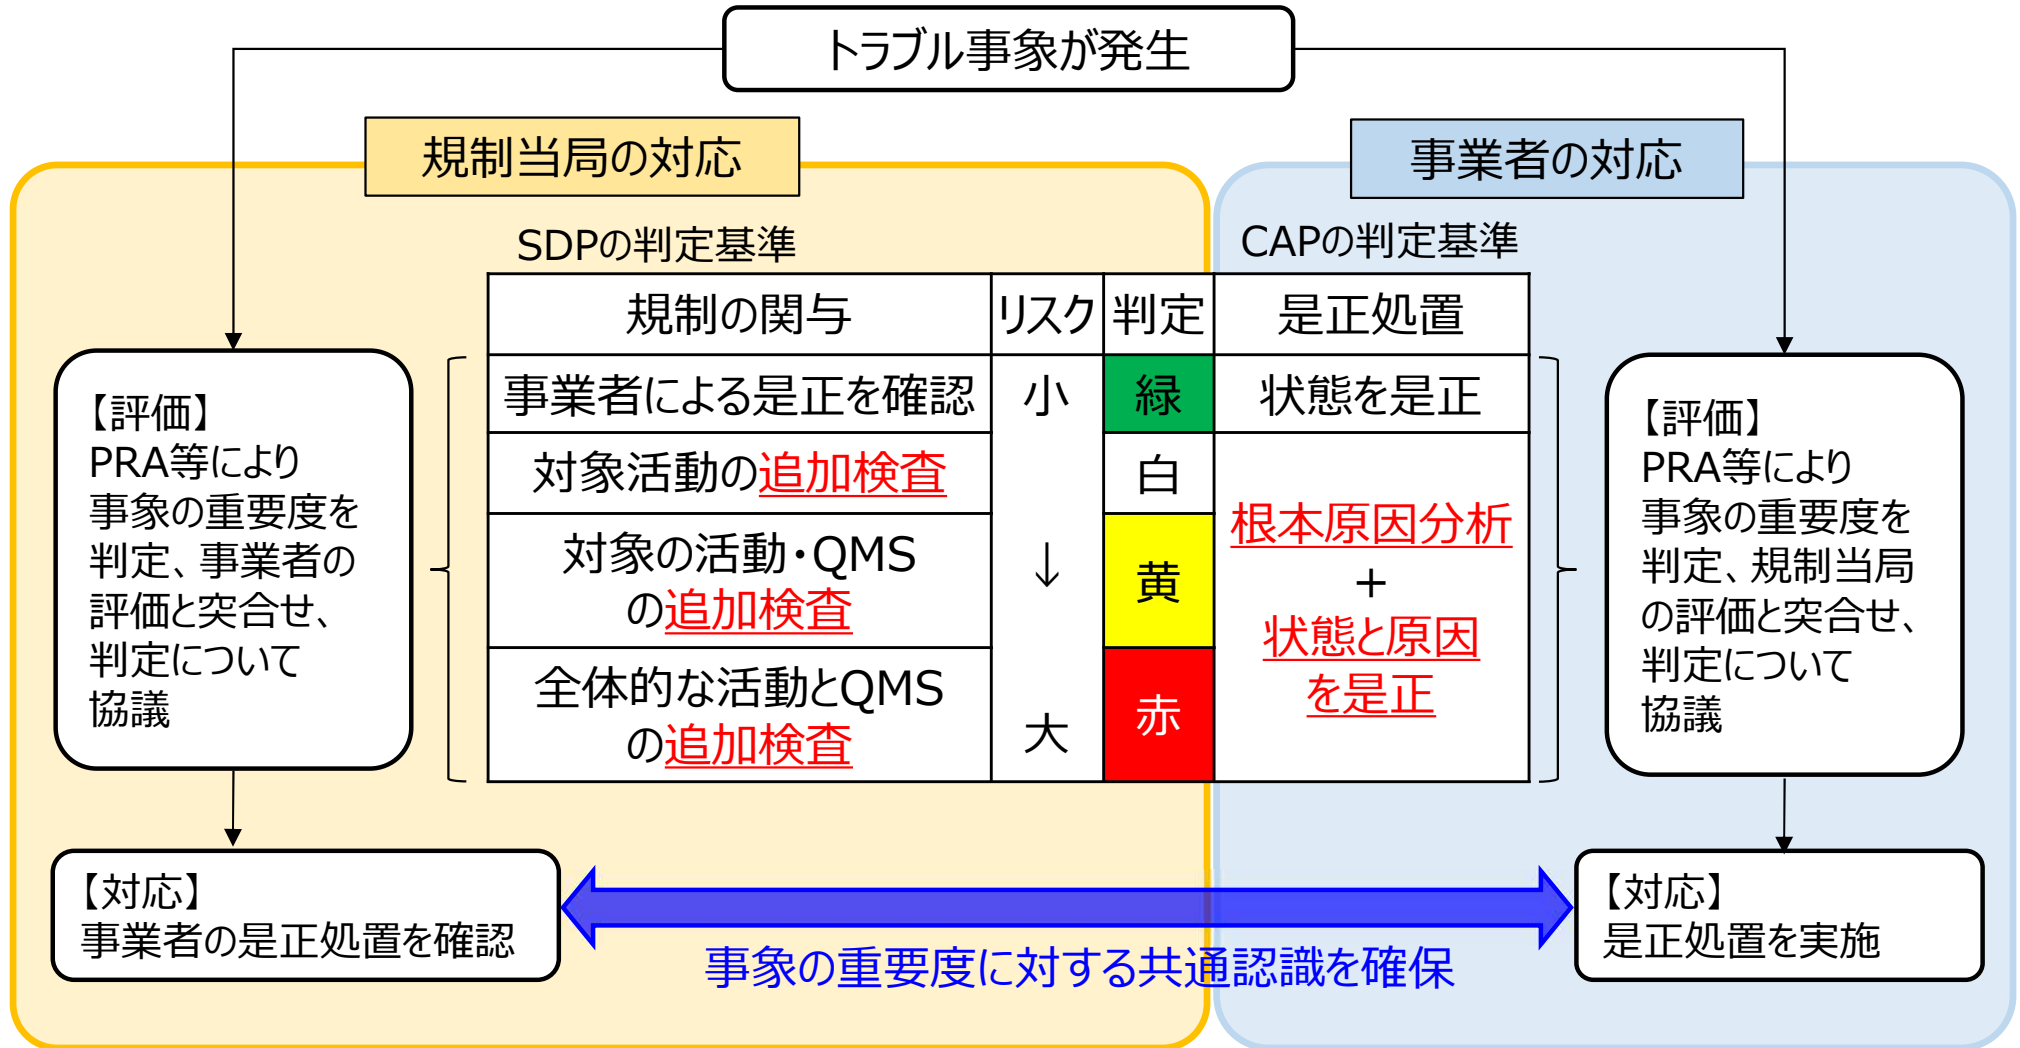 トラブル事象が発生
規制当局の対応
事業者の対応
SDPの判定基準
CAPの判定基準
規制の関与 リスク 判定 是正処置
事業者による是正を確認 小 緑 状態を是正
対象活動の追加検査 白
対象の活動・QMS
の追加検査
↓
黄
全体的な活動とQMS
の追加検査
大
赤
根本原因分析
+
状態と原因
を是正
【評価】
PRA等により
事象の重要度を
判定、事業者の
評価と突合せ、
判定について
協議
【評価】
PRA等により
事象の重要度を
判定、規制当局
の評価と突合せ、
判定について
協議
【対応】
事業者の是正処置を確認
【対応】
是正処置を実施
事象の重要度に対する共通認識を確保